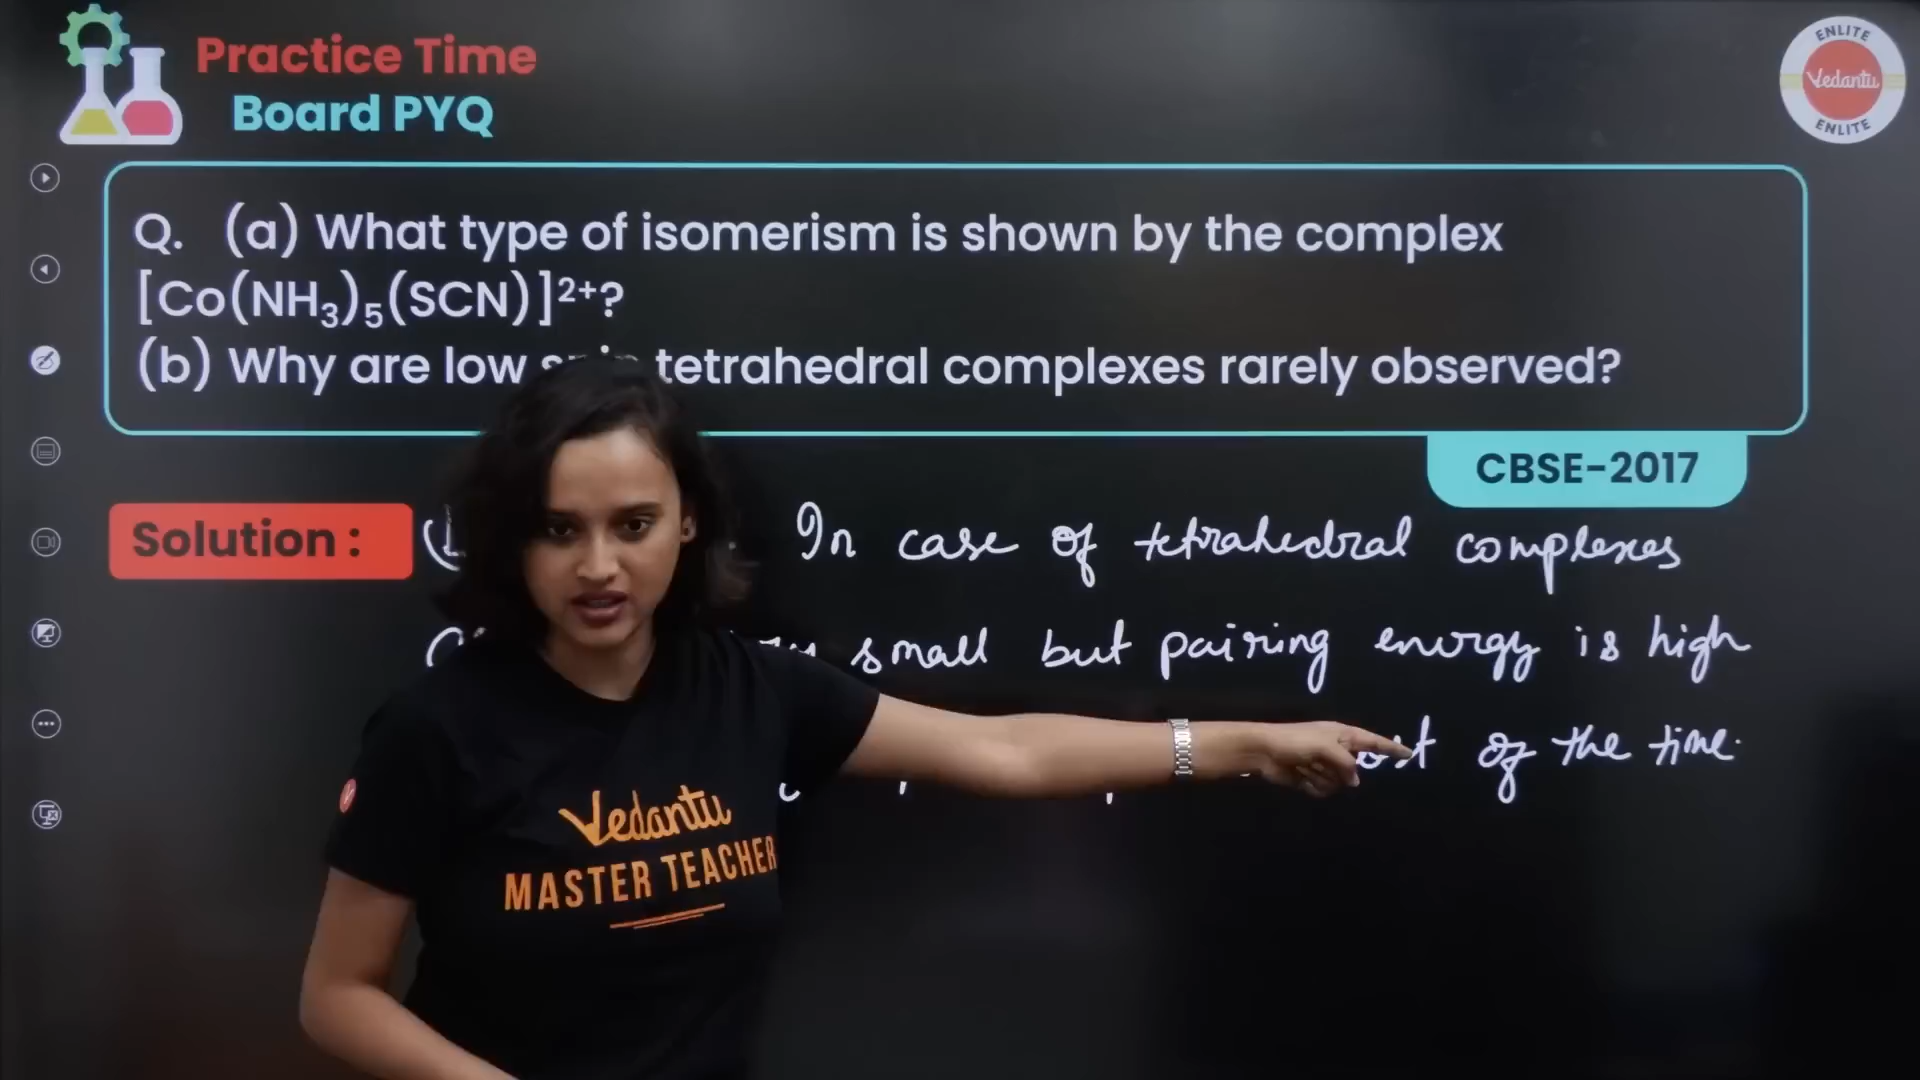 Practice Time
Board PYQ
ENLITE
Vedantu
ENLITE
Q. (a) What type of isomerism is shown by the complex
[Co(NH₃)₅(SCN)]²⁺?
(b) Why are low spin tetrahedral complexes rarely observed?
CBSE-2017
Solution :
In case of tetrahedral complexes
small but pairing energy is high
of the time.
Vedantu
MASTER TEACHER